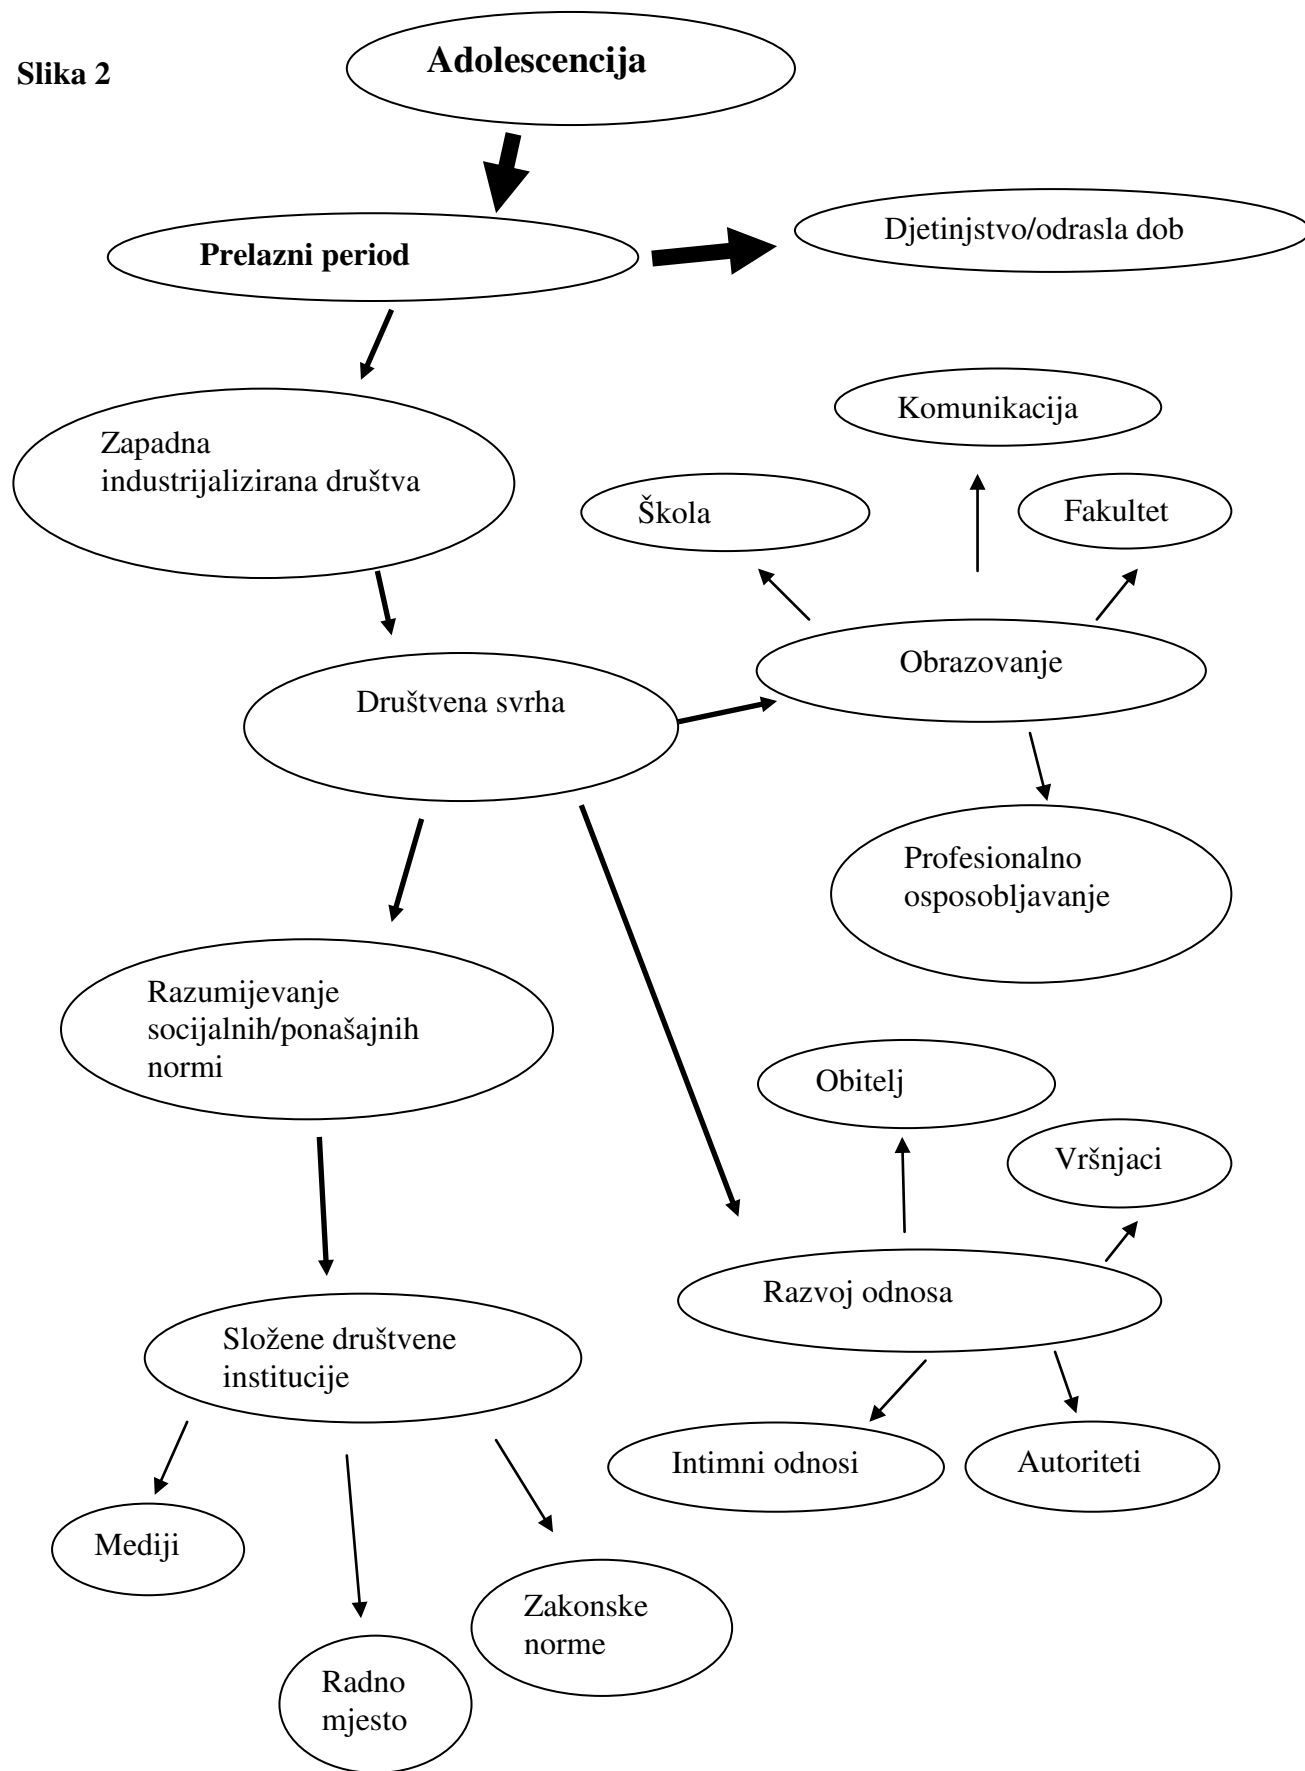 Slika 2
Adolescencija
Prelazni period
Djetinjstvo/odrasla dob
Zapadna
industrijalizirana društva
Komunikacija
Škola
Fakultet
Obrazovanje
Društvena svrha
Profesionalno
osposobljavanje
Razumijevanje
socijalnih/ponašajnih
normi
Obitelj
Vršnjaci
Razvoj odnosa
Složene društvene
institucije
Intimni odnosi
Autoriteti
Mediji
Zakonske
norme
Radno
mjesto